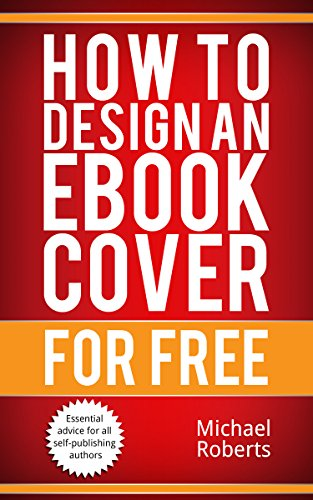 HOW TO
DESIGN AN
EBOOK
COVER
FOR FREE
Essential
advice for all
self-publishing
authors
Michael
Roberts